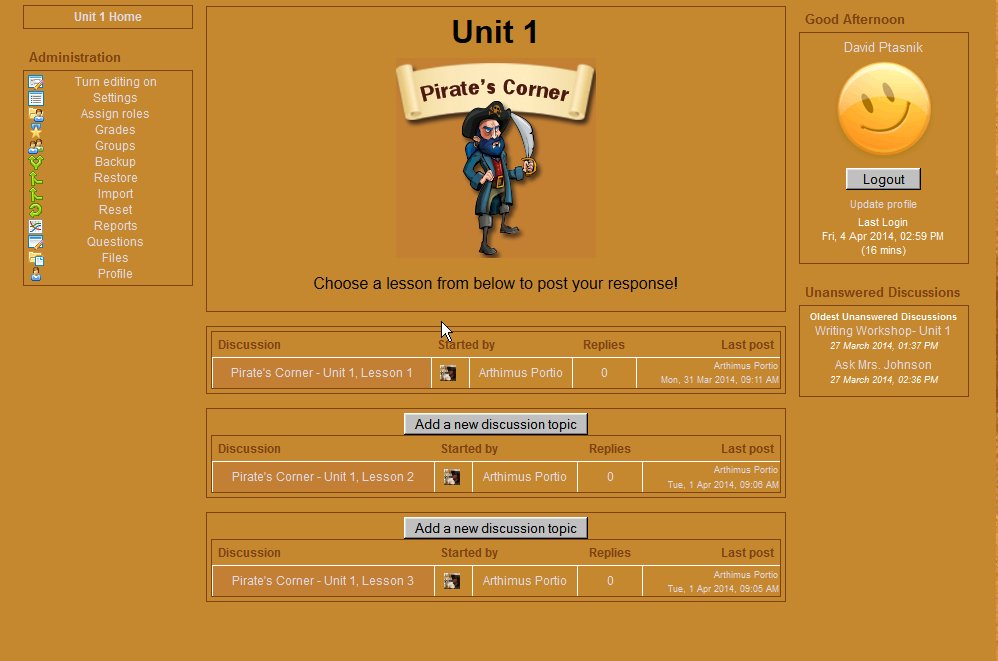 Unit 1 Home
Administration
Turn editing on
Settings
Assign roles
Grades
Groups
Backup
Restore
Import
Reset
Reports
Questions
Files
Profile
Unit 1
Pirate's Corner
Choose a lesson from below to post your response!
Discussion Started by Replies Last post
Pirate's Corner - Unit 1, Lesson 1 Arthimus Portio 0 Arthimus Portio
Mon, 31 Mar 2014, 09:11 AM
Add a new discussion topic
Discussion Started by Replies Last post
Pirate's Corner - Unit 1, Lesson 2 Arthimus Portio 0 Arthimus Portio
Tue, 1 Apr 2014, 09:06 AM
Add a new discussion topic
Discussion Started by Replies Last post
Pirate's Corner - Unit 1, Lesson 3 Arthimus Portio 0 Arthimus Portio
Tue, 1 Apr 2014, 09:05 AM
Good Afternoon
David Ptasnik
Logout
Update profile
Last Login
Fri, 4 Apr 2014, 02:59 PM
(16 mins)
Unanswered Discussions
Oldest Unanswered Discussions
Writing Workshop- Unit 1
27 March 2014, 01:37 PM
Ask Mrs. Johnson
27 March 2014, 02:36 PM